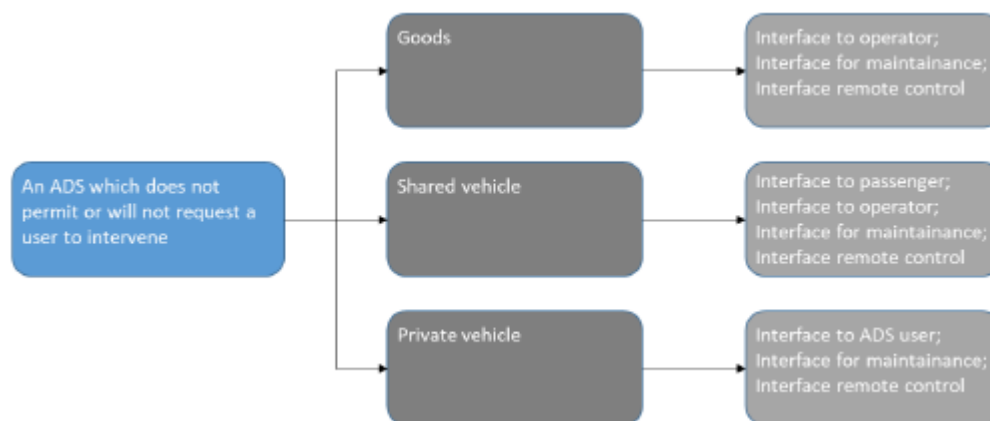 Goods
Interface to operator;
Interface for maintainance;
Interface remote control
An ADS which does not
permit or will not request a
user to intervene
Shared vehicle
Interface to passenger;
Interface to operator;
Interface for maintainance;
Interface remote control
Private vehicle
Interface to ADS user;
Interface for maintainance;
Interface remote control